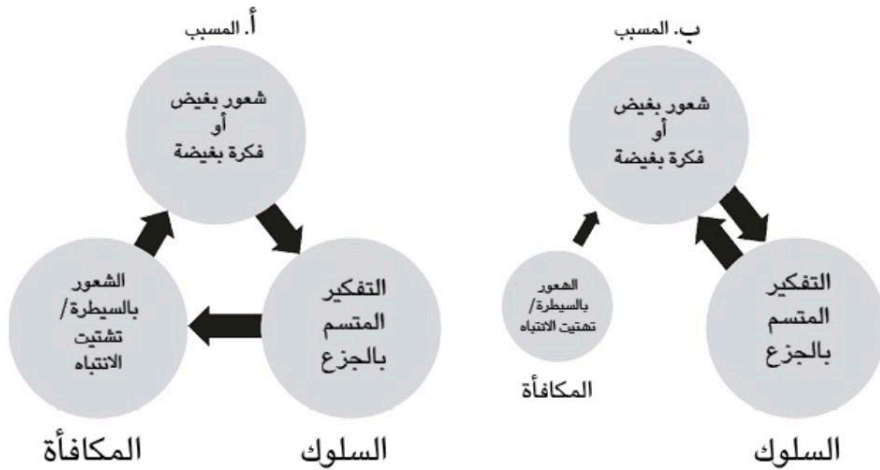 أ. المسبب
شعور بغيض
أو
فكرة بغيضة
التفكير
المتسم
بالجزع
السلوك
الشعور
بالسيطرة/
تشتيت
الانتباه
المكافأة
ب. المسبب
شعور بغيض
أو
فكرة بغيضة
التفكير
المتسم
بالجزع
السلوك
الشعور
بالسيطرة/
تشتيت الانتباه
المكافأة